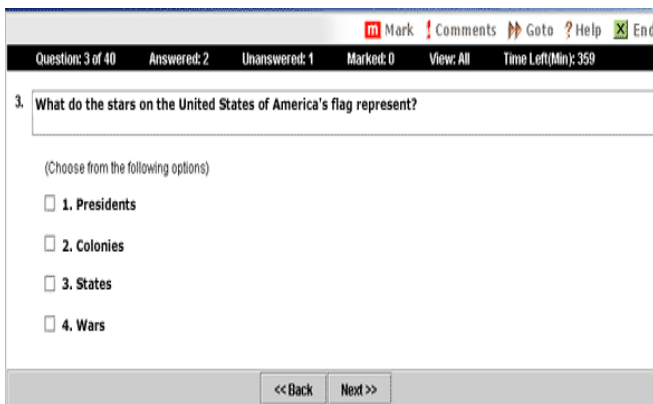 m Mark ! Comments Goto ? Help X End
Question: 3 of 40 Answered: 2 Unanswered: 1 Marked: 0 View: All Time Left(Min): 359
3. What do the stars on the United States of America's flag represent?
(Choose from the following options)
1. Presidents
2. Colonies
3. States
4. Wars
<< Back Next >>